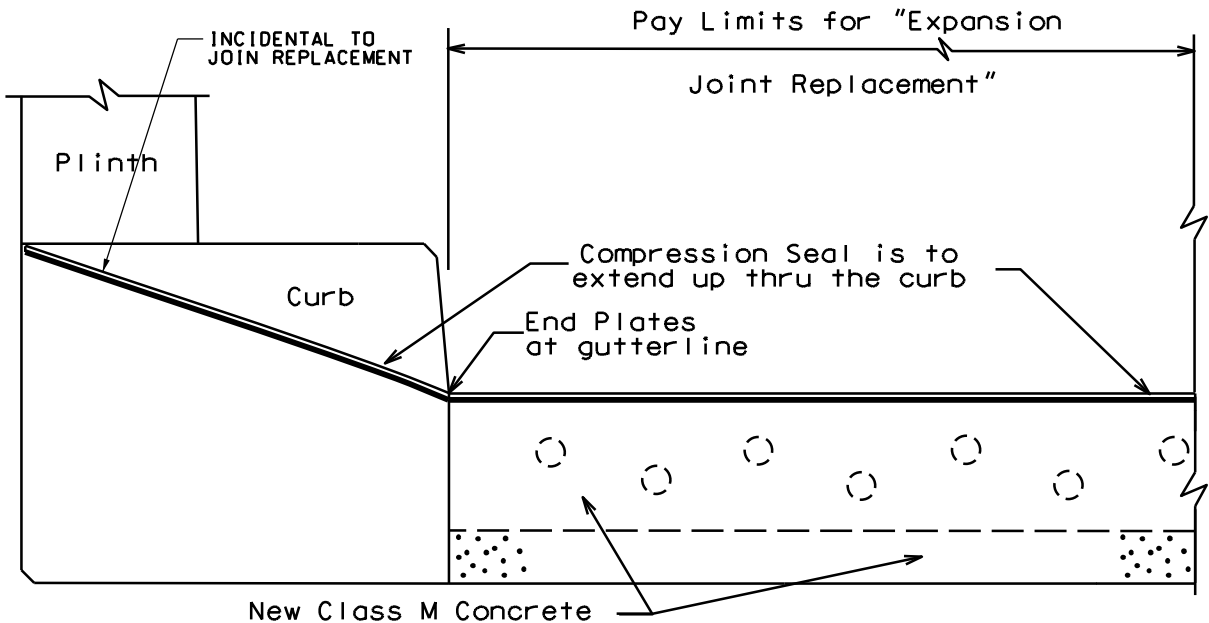 Pay Limits for "Expansion
Joint Replacement"
INCIDENTAL TO
JOIN REPLACEMENT
Plinth
Compression Seal is to
extend up thru the curb
Curb
End Plates
at gutterline
New Class M Concrete